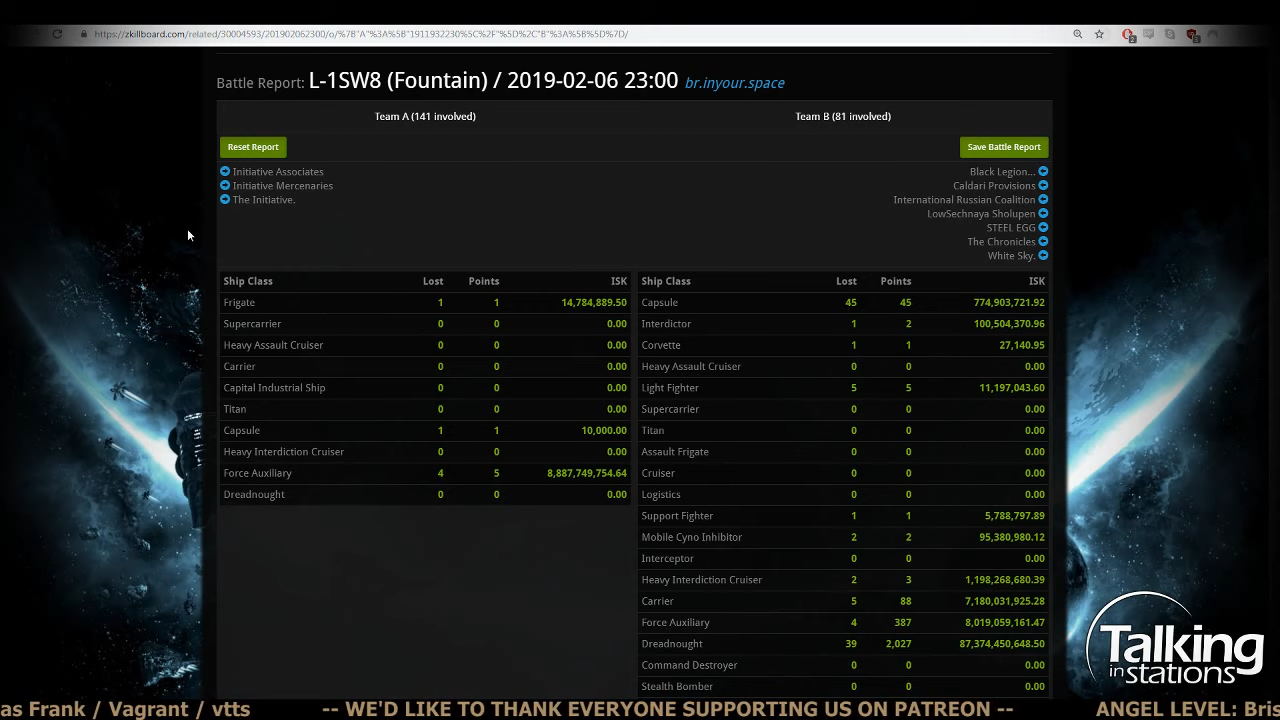 https://zkillboard.com/related/30004593/201902062300/o/%7B"A"%3A%5B"1911932230%5C%2F"%5D%2C"B"%3A%5B%5D%7D/
Battle Report: L-1SW8 (Fountain) / 2019-02-06 23:00 br.inyour.space
Team A (141 involved) Team B (81 involved)
Reset Report Save Battle Report
Initiative Associates Black Legion...
Initiative Mercenaries Caldari Provisions
The Initiative. International Russian Coalition
LowSechnaya Sholupen
STEEL EGG
The Chronicles
White Sky.
Ship Class Lost Points ISK Ship Class Lost Points ISK
Frigate 1 1 14,784,889.50 Capsule 45 45 774,903,721.92
Supercarrier 0 0 0.00 Interdictor 1 2 100,504,370.96
Heavy Assault Cruiser 0 0 0.00 Corvette 1 1 27,140.95
Carrier 0 0 0.00 Heavy Assault Cruiser 0 0 0.00
Capital Industrial Ship 0 0 0.00 Light Fighter 5 5 11,197,043.60
Titan 0 0 0.00 Supercarrier 0 0 0.00
Capsule 1 1 10,000.00 Titan 0 0 0.00
Heavy Interdiction Cruiser 0 0 0.00 Assault Frigate 0 0 0.00
Force Auxiliary 4 5 8,887,749,754.64 Cruiser 0 0 0.00
Dreadnought 0 0 0.00 Logistics 0 0 0.00
Support Fighter 1 1 5,788,797.89
Mobile Cyno Inhibitor 2 2 95,380,980.12
Interceptor 0 0 0.00
Heavy Interdiction Cruiser 2 3 1,198,268,680.39
Carrier 5 88 7,180,031,925.28
Force Auxiliary 4 387 8,019,059,161.47
Dreadnought 39 2,027 87,374,450,648.50
Command Destroyer 0 0 0.00
Stealth Bomber 0 0 0.00
Talking
in stations
as Frank / Vagrant / vtts -- WE'D LIKE TO THANK EVERYONE SUPPORTING US ON PATREON -- ANGEL LEVEL: Bris